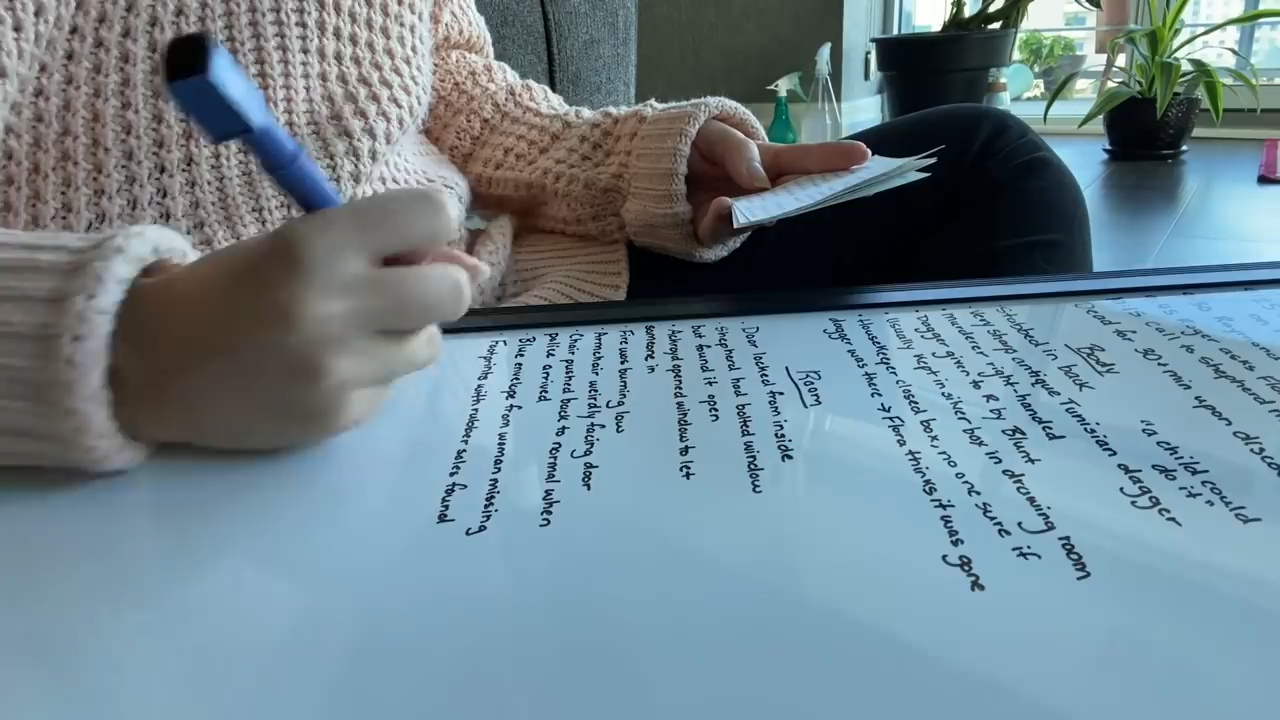 Dead for 30 min upon
call to shepherd
Body
"a child could
do it"
Stabbed in back
Very sharp antique Tunisian dagger
Murderer right-handed
Dagger given to R by Blunt
Usually kept in silver box in drawing room
Housekeeper closed box, no one sure if
dagger was there → Flora thinks it was gone
Room
Door locked from inside
Shepherd had bolted window
but found it open
Ackroyd opened window to let
someone in
Fire was burning low
Armchair weirdly facing door
Chair pushed back to normal when
police arrived
Blue envelope from woman missing
Footprints with rubber soles found